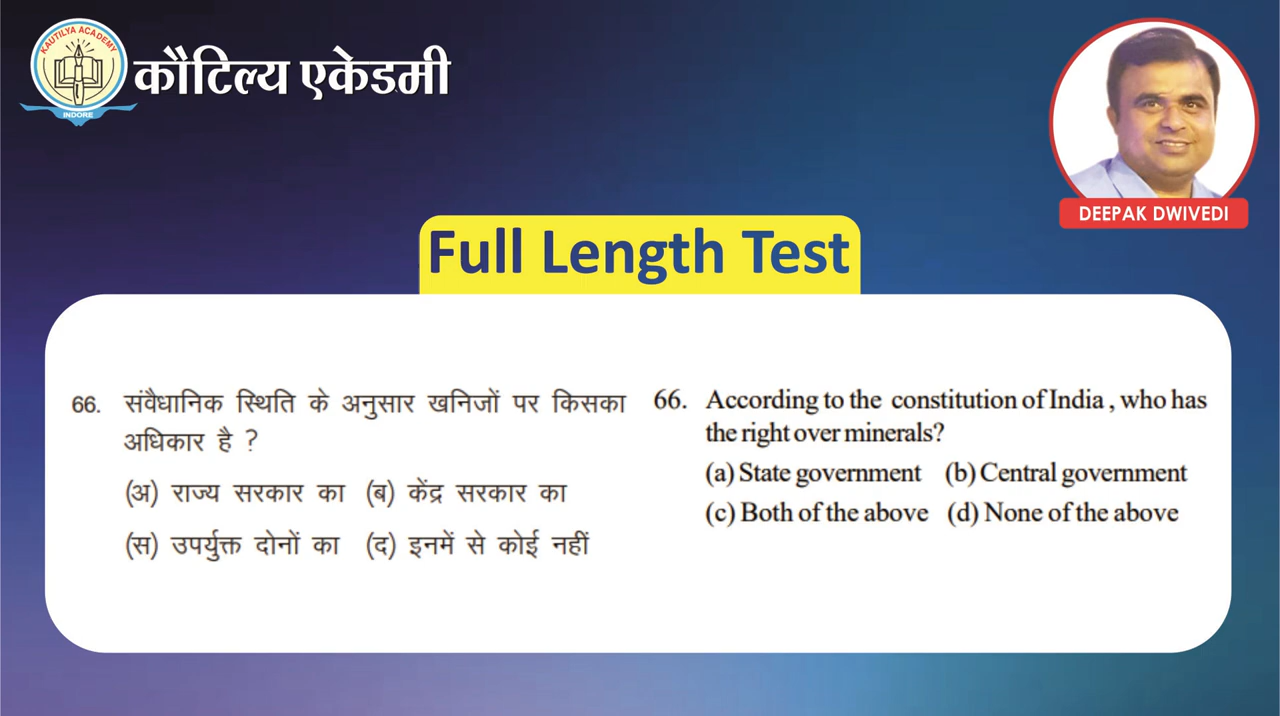 KAUTILYA ACADEMY
INDORE
कौटिल्य एकेडमी
DEEPAK DWIVEDI
Full Length Test
66. संवैधानिक स्थिति के अनुसार खनिजों पर किसका
अधिकार है ?
(अ) राज्य सरकार का (ब) केंद्र सरकार का
(स) उपर्युक्त दोनों का (द) इनमें से कोई नहीं
66. According to the constitution of India , who has
the right over minerals?
(a) State government (b) Central government
(c) Both of the above (d) None of the above